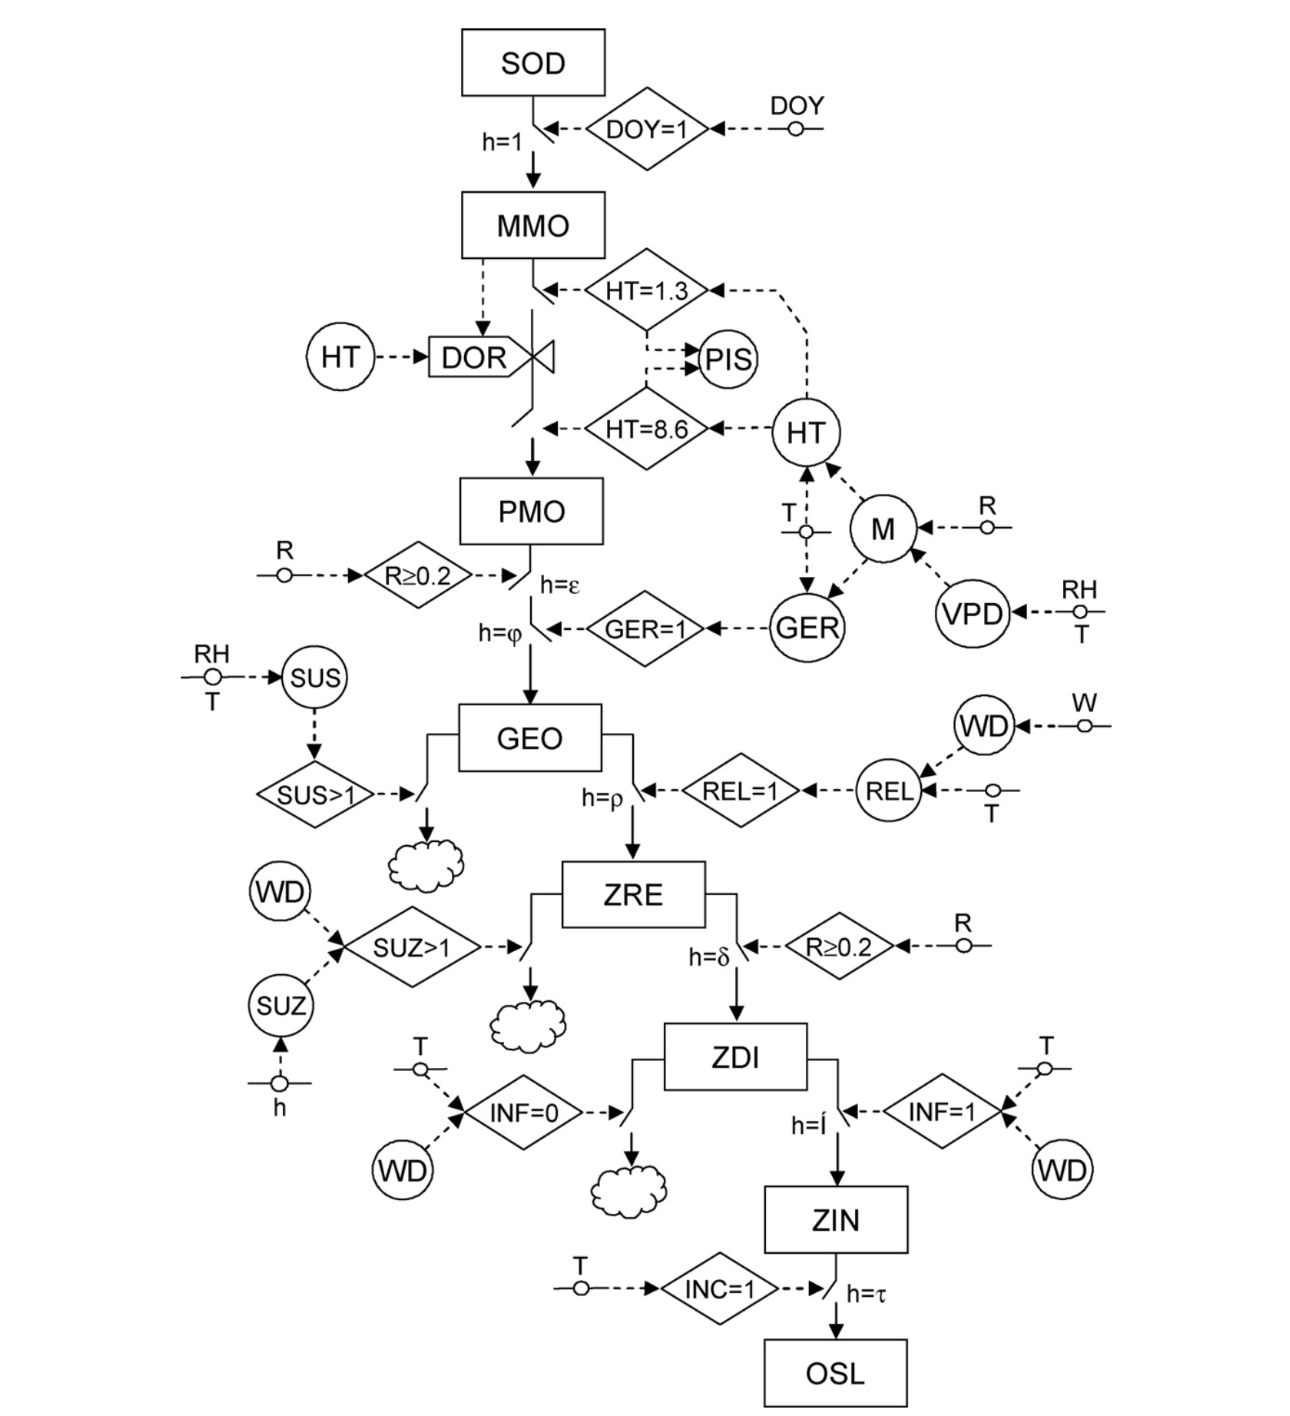 SOD
DOY
DOY=1
h=1
MMO
HT=1.3
HT
DOR
PIS
HT=8.6
HT
PMO
T
M
R
R
R≥0.2
h=ε
GER=1
GER
VPD
RH
T
h=φ
RH
T
SUS
GEO
WD
W
SUS>1
h=ρ
REL=1
REL
T
WD
ZRE
SUZ>1
h=δ
R≥0.2
R
SUZ
h
ZDI
T
INF=0
WD
h=Í
INF=1
T
WD
ZIN
T
INC=1
h=τ
OSL